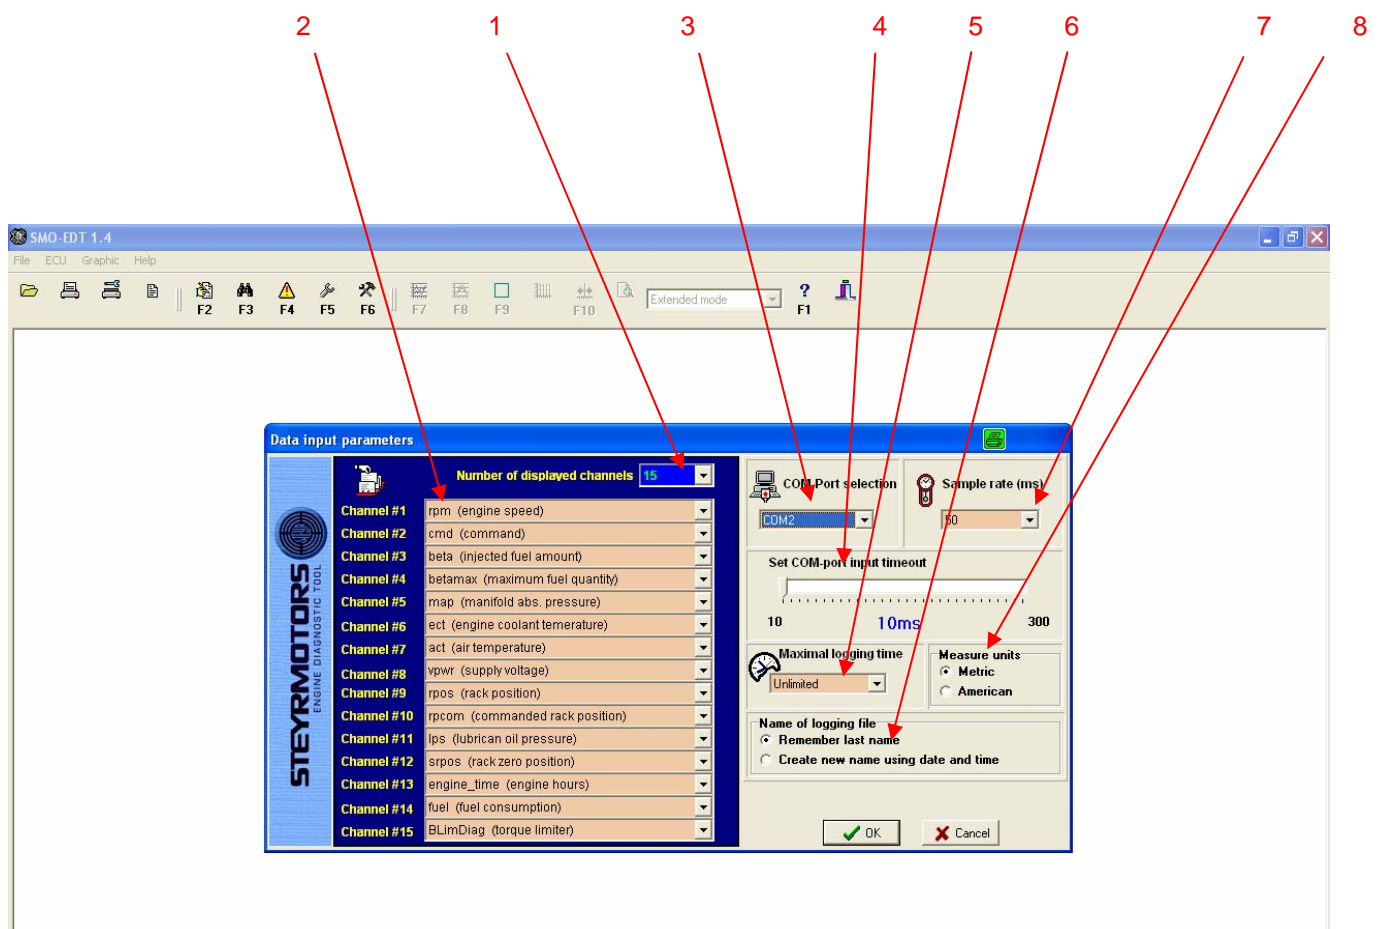 2 1 3 4 5 6 7 8
SMO-EDT 1.4
File ECU Graphic Help
F2 F3 F4 F5 F6 F7 F8 F9 F10 Extended mode ? F1
Data input parameters
STEYRMOTORS
ENGINE DIAGNOSTIC TOOL
Number of displayed channels 15
Channel #1 rpm (engine speed)
Channel #2 cmd (command)
Channel #3 beta (injected fuel amount)
Channel #4 betamax (maximum fuel quantity)
Channel #5 map (manifold abs. pressure)
Channel #6 ect (engine coolant temerature)
Channel #7 act (air temperature)
Channel #8 vpwr (supply voltage)
Channel #9 rpos (rack position)
Channel #10 rpcom (commanded rack position)
Channel #11 lps (lubrican oil pressure)
Channel #12 srpos (rack zero position)
Channel #13 engine_time (engine hours)
Channel #14 fuel (fuel consumption)
Channel #15 BLimDiag (torque limiter)
COM-Port selection
COM2
Sample rate (ms)
50
Set COM-port input timeout
10 10ms 300
Maximal logging time
Unlimited
Measure units
Metric
American
Name of logging file
Remember last name
Create new name using date and time
OK Cancel